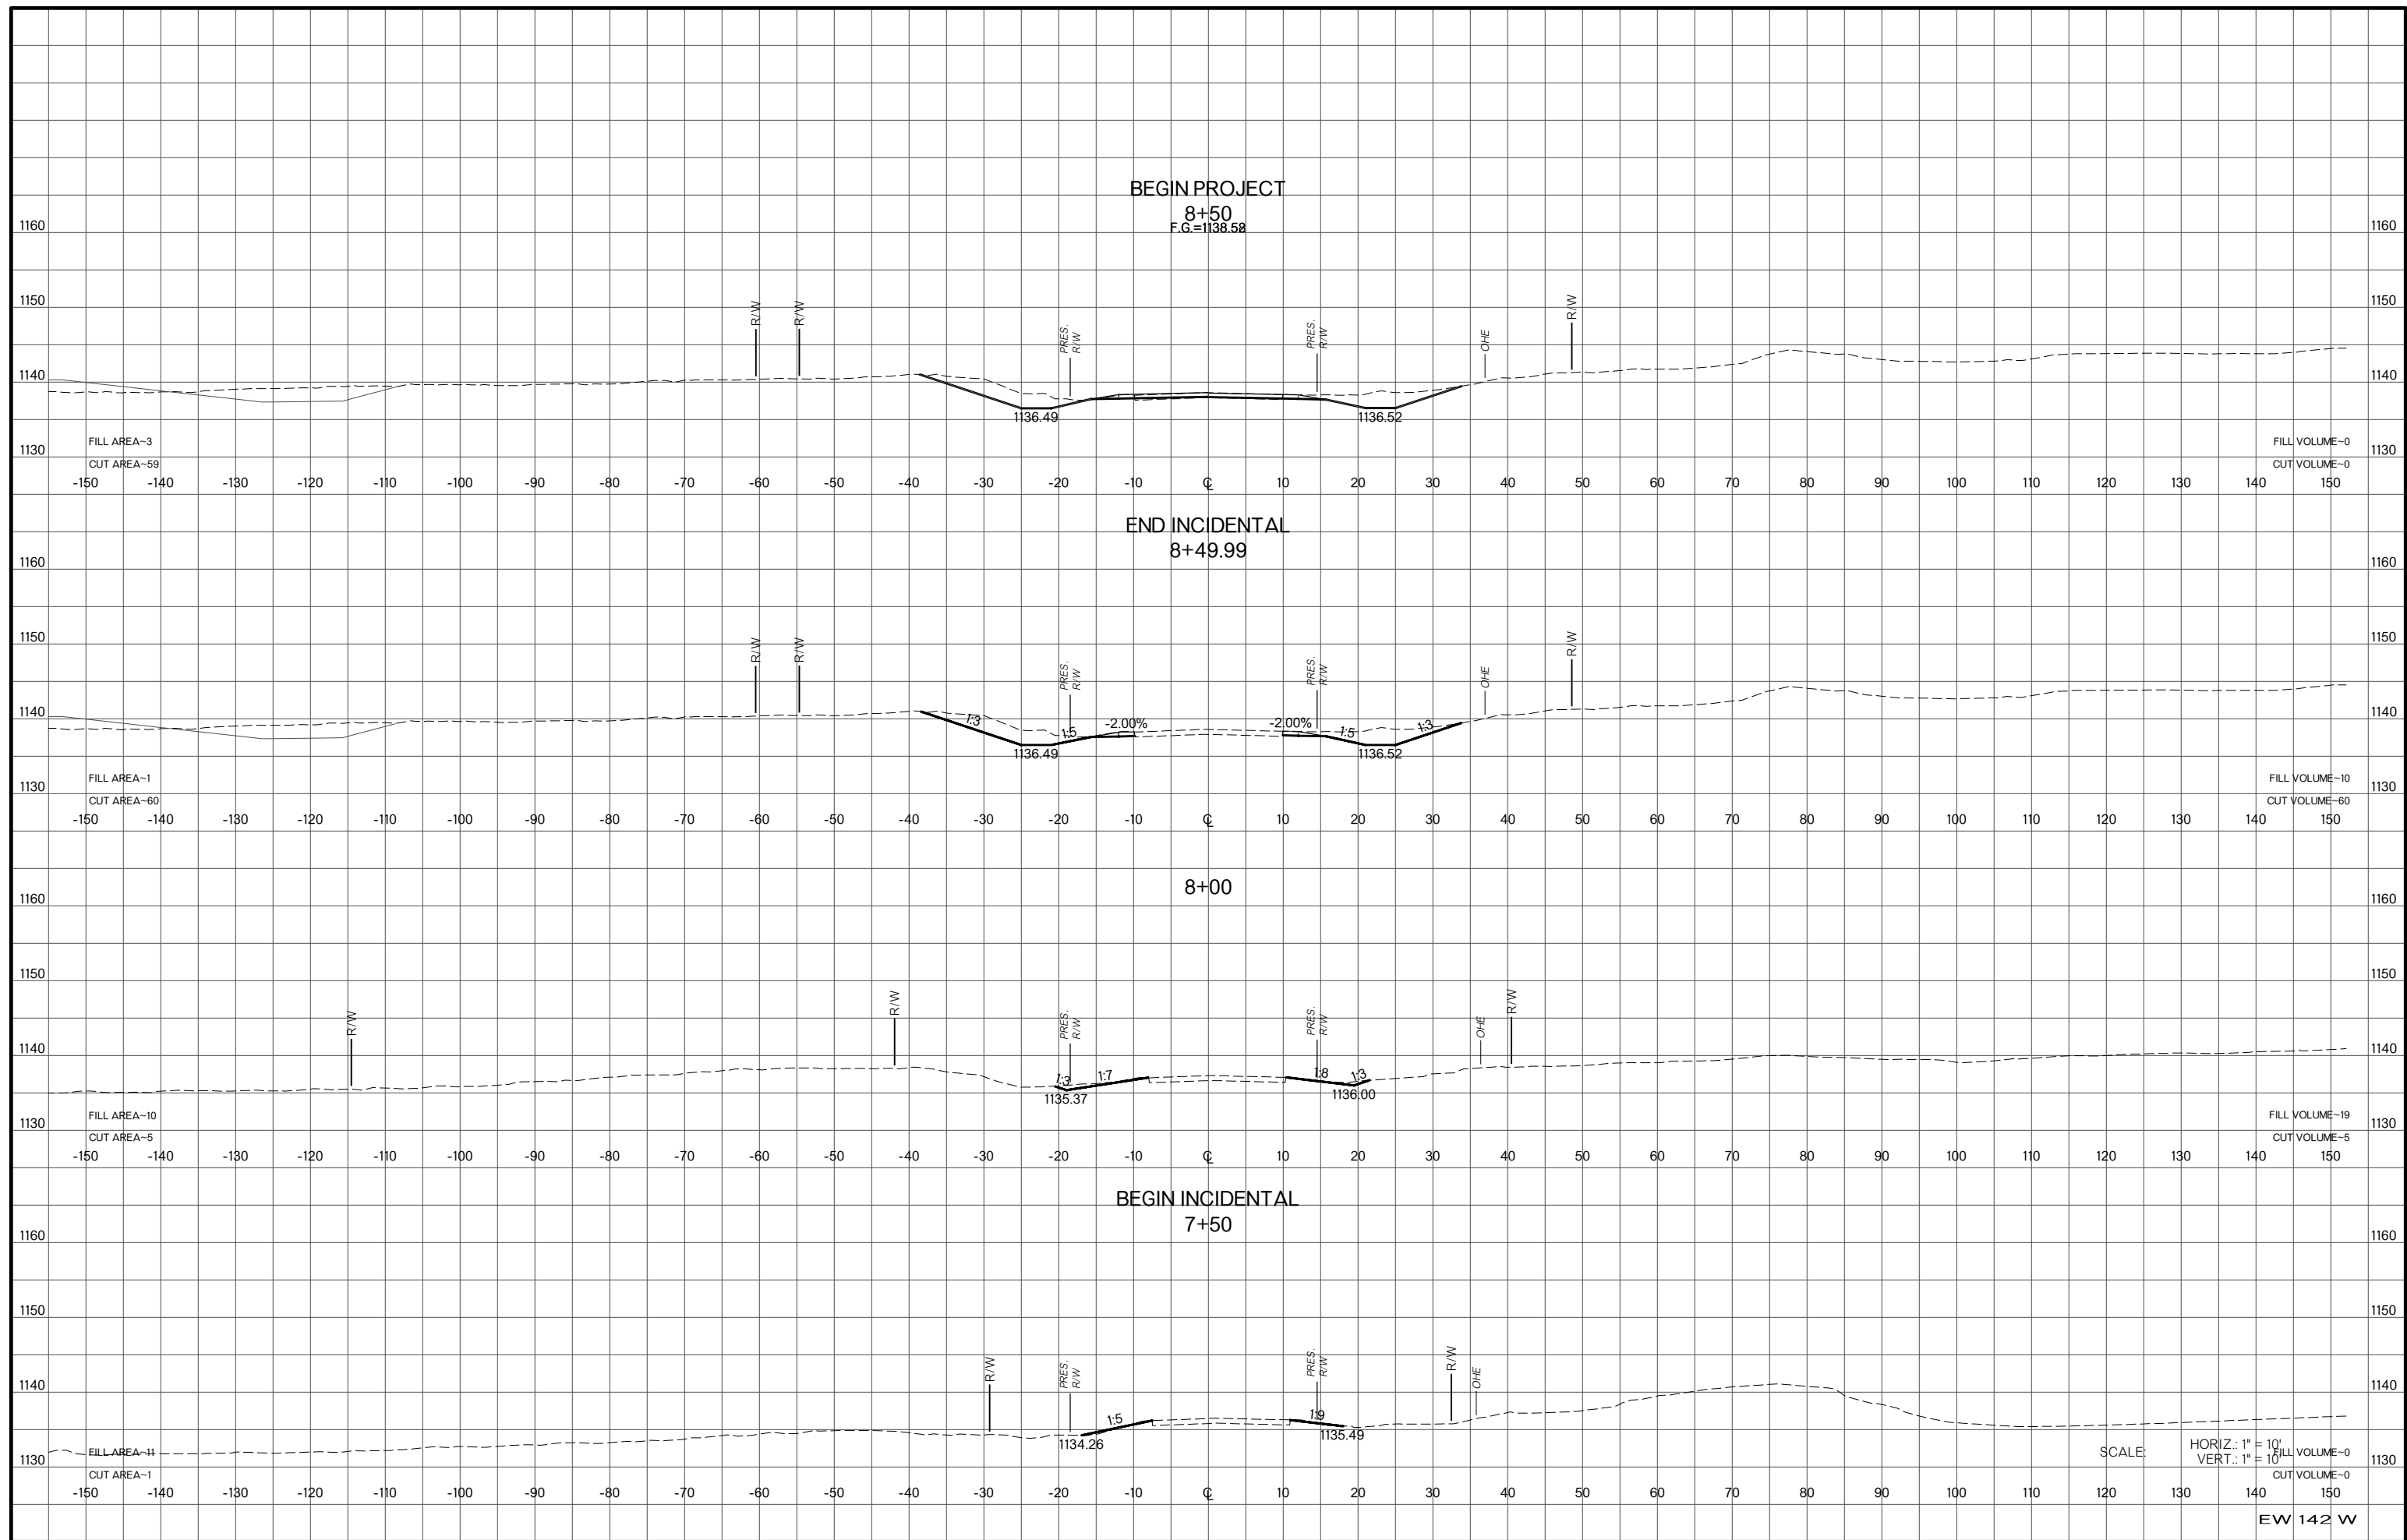 BEGIN PROJECT
8+50
F.G.=1138.58
1160 1160
1150 1150
R/W R/W PRES. R/W PRES. R/W OHE R/W
1140 1140
1136.49 1136.52
FILL AREA~3 FILL VOLUME~0
1130 1130
CUT AREA~59 CUT VOLUME~0
-150 -140 -130 -120 -110 -100 -90 -80 -70 -60 -50 -40 -30 -20 -10 ℄ 10 20 30 40 50 60 70 80 90 100 110 120 130 140 150
END INCIDENTAL
8+49.99
1160 1160
1150 1150
R/W R/W PRES. R/W PRES. R/W OHE R/W
1140 1140
1:3 1:5 -2.00% -2.00% 1:5 1:3
1136.49 1136.52
FILL AREA~1 FILL VOLUME~10
1130 1130
CUT AREA~60 CUT VOLUME~60
-150 -140 -130 -120 -110 -100 -90 -80 -70 -60 -50 -40 -30 -20 -10 ℄ 10 20 30 40 50 60 70 80 90 100 110 120 130 140 150
8+00
1160 1160
1150 1150
R/W R/W PRES. R/W PRES. R/W OHE R/W
1140 1140
1:3 1:7 1:8 1:3
1135.37 1136.00
FILL AREA~10 FILL VOLUME~19
1130 1130
CUT AREA~5 CUT VOLUME~5
-150 -140 -130 -120 -110 -100 -90 -80 -70 -60 -50 -40 -30 -20 -10 ℄ 10 20 30 40 50 60 70 80 90 100 110 120 130 140 150
BEGIN INCIDENTAL
7+50
1160 1160
1150 1150
R/W PRES. R/W PRES. R/W R/W OHE
1140 1140
1:5 1:9
1134.26 1135.49
FILL AREA~11 SCALE: HORIZ.: 1" = 10' FILL VOLUME~0
1130 VERT.: 1" = 10' 1130
CUT AREA~1 CUT VOLUME~0
-150 -140 -130 -120 -110 -100 -90 -80 -70 -60 -50 -40 -30 -20 -10 ℄ 10 20 30 40 50 60 70 80 90 100 110 120 130 140 150
EW 142 W